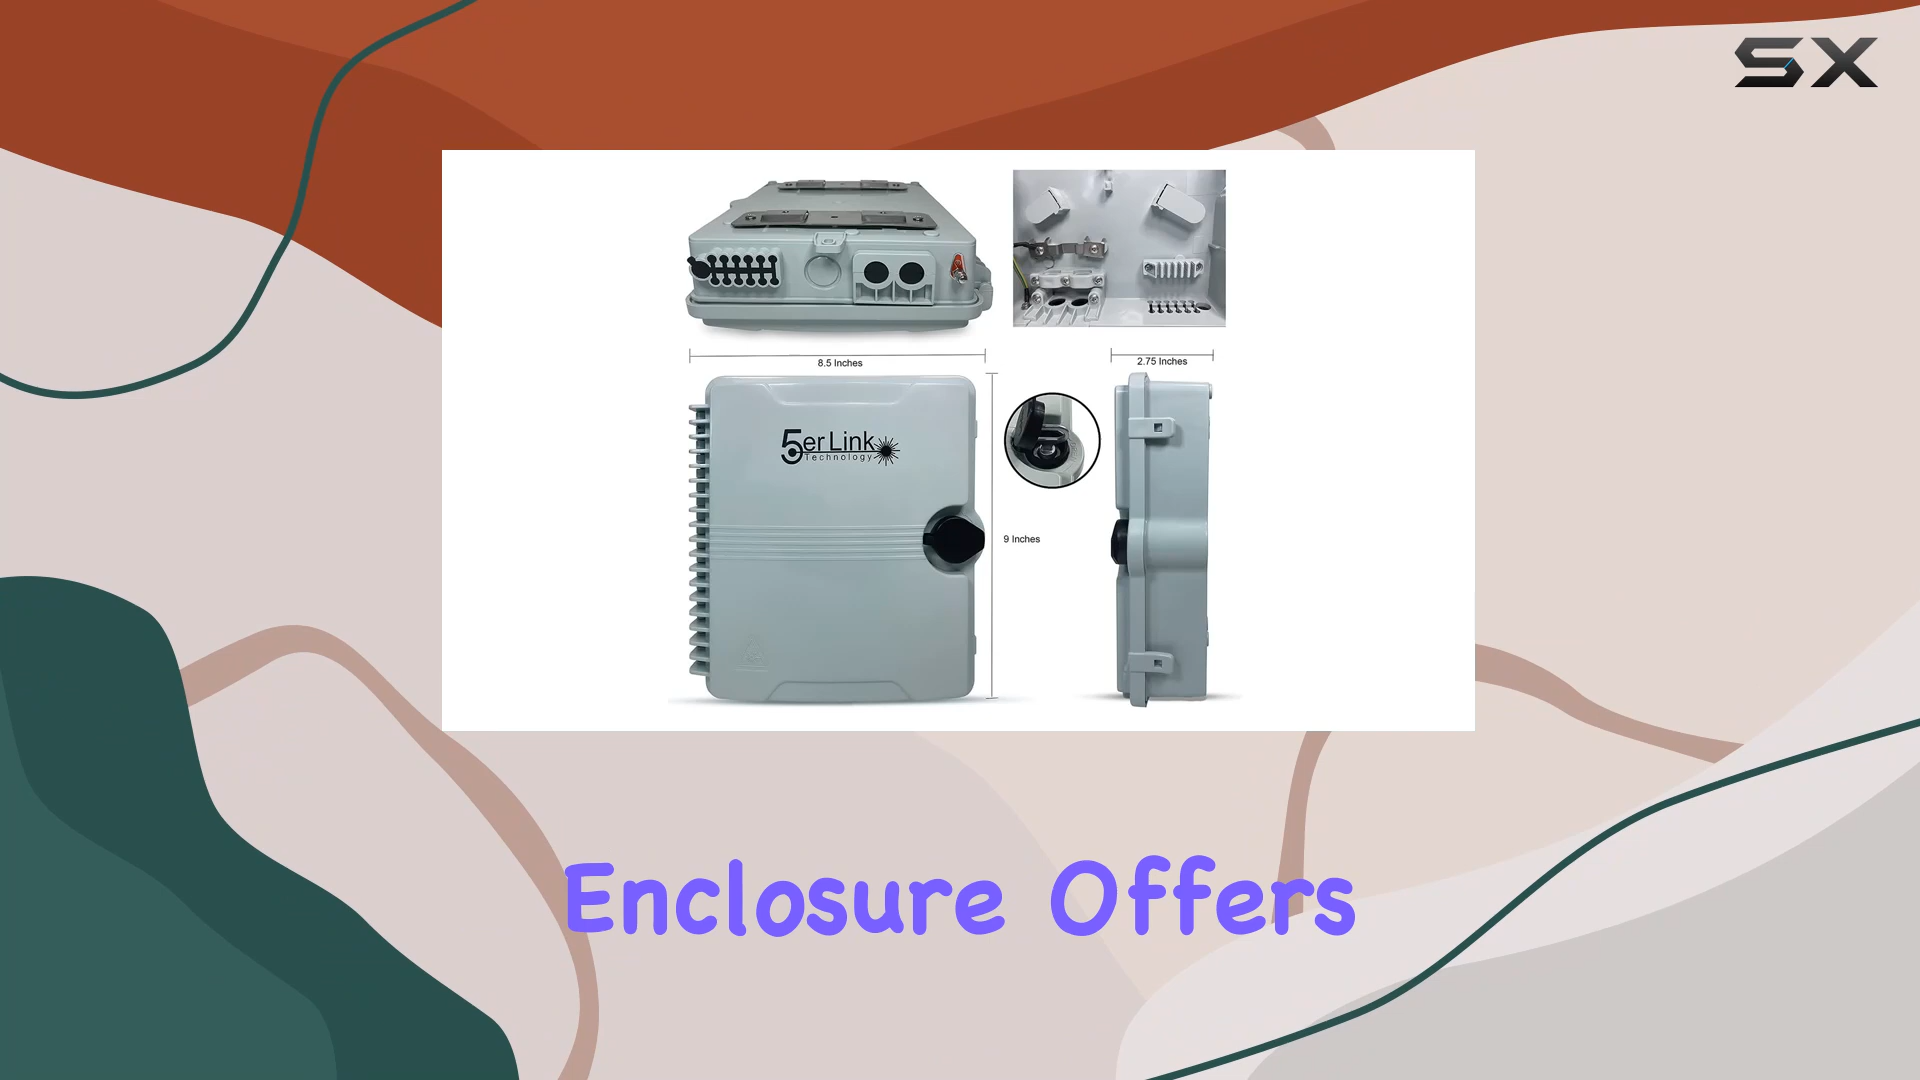 SX
8.5 Inches
2.75 Inches
5er Link
Technology
9 Inches
Enclosure Offers